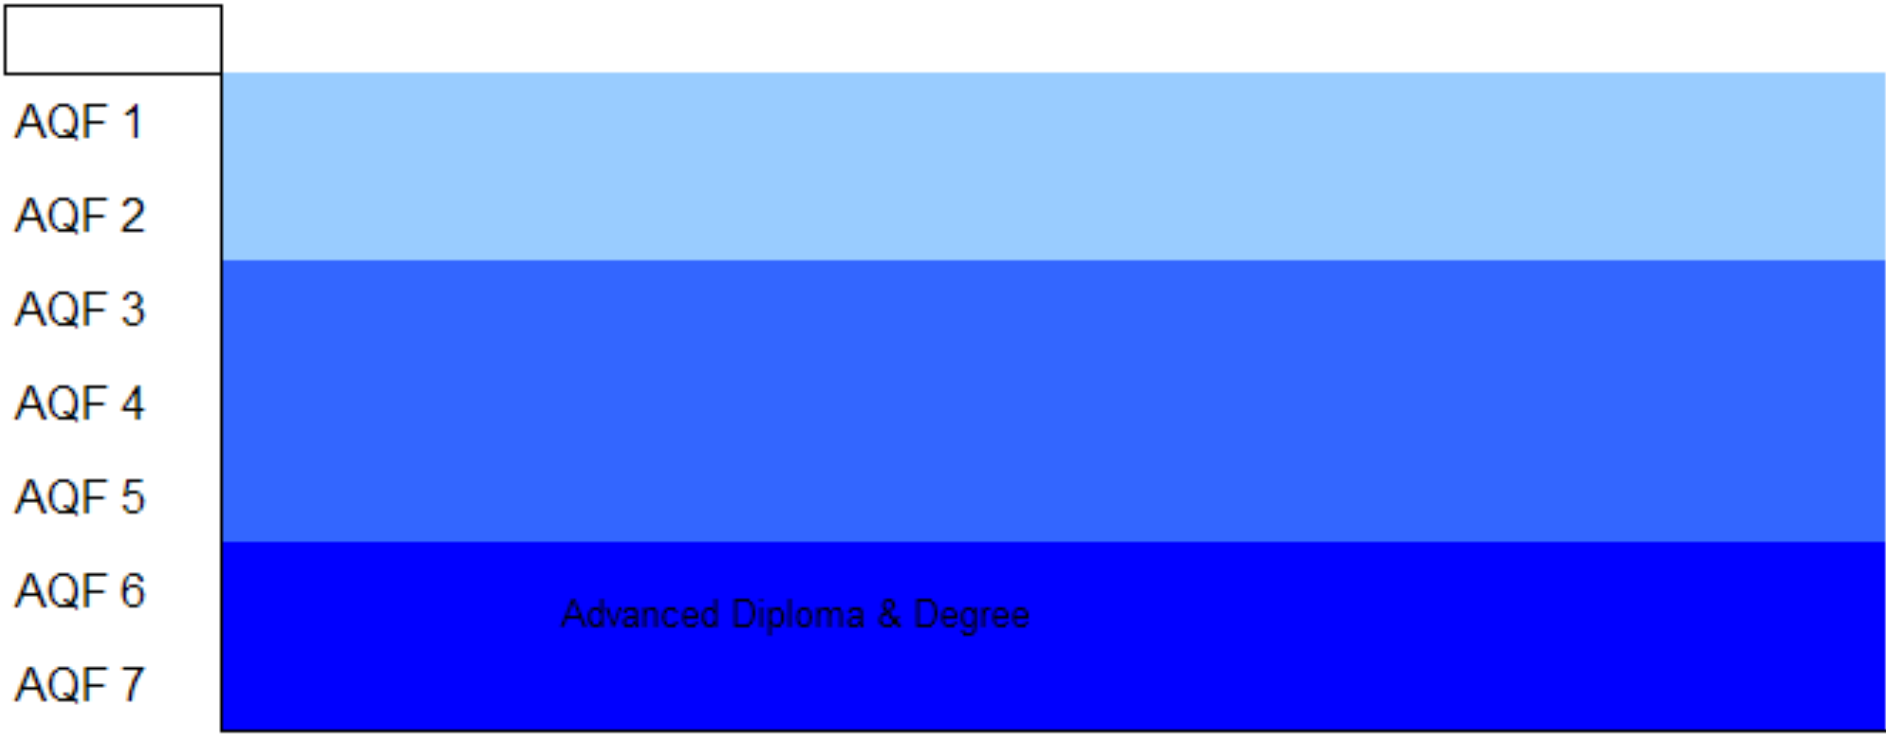 AQF 1
AQF 2
AQF 3
AQF 4
AQF 5
AQF 6
Advanced Diploma & Degree
AQF 7